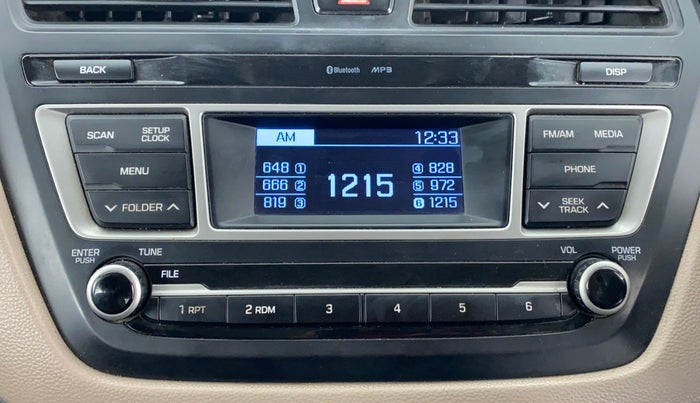 BACK
Bluetooth MP3
DISP
SCAN SETUP CLOCK
MENU
FOLDER
AM 12:33
648 1
666 2
819 3
1215
4 828
5 972
6 1215
FM/AM MEDIA
PHONE
SEEK TRACK
ENTER PUSH
TUNE
FILE
VOL
POWER PUSH
1 RPT
2 RDM
3
4
5
6